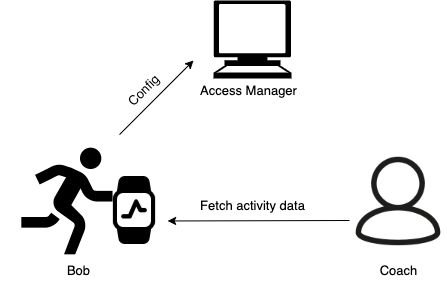 Config
Access Manager
Fetch activity data
Bob
Coach